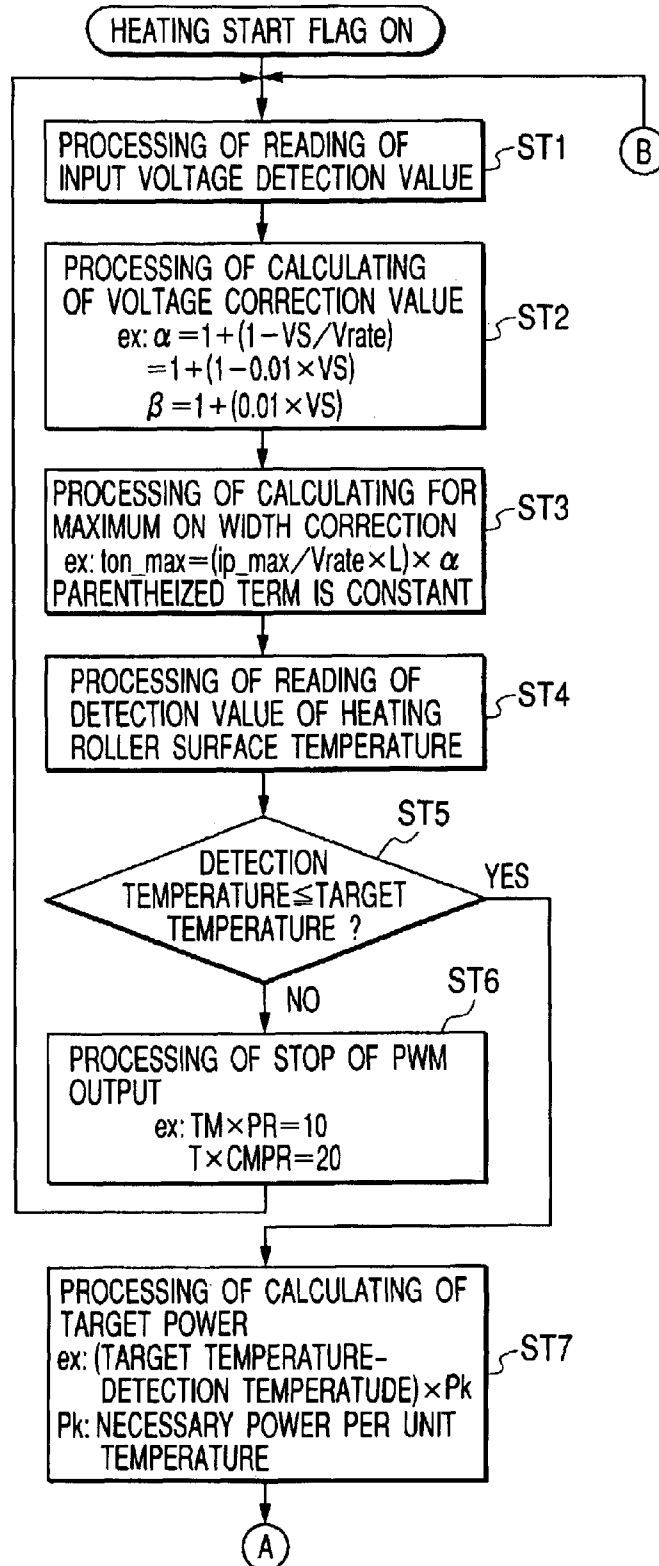 HEATING START FLAG ON
B
PROCESSING OF READING OF
INPUT VOLTAGE DETECTION VALUE
ST1
PROCESSING OF CALCULATING
OF VOLTAGE CORRECTION VALUE
ex: α=1+(1-VS/Vrate)
=1+(1-0.01×VS)
β=1+(0.01×VS)
ST2
PROCESSING OF CALCULATING FOR
MAXIMUM ON WIDTH CORRECTION
ex: ton_max=(ip_max/Vrate×L)×α
PARENTHEIZED TERM IS CONSTANT
ST3
PROCESSING OF READING OF
DETECTION VALUE OF HEATING
ROLLER SURFACE TEMPERATURE
ST4
ST5
DETECTION
TEMPERATURE≦TARGET
TEMPERATURE ?
YES
NO
ST6
PROCESSING OF STOP OF PWM
OUTPUT
ex: TM×PR=10
T×CMPR=20
PROCESSING OF CALCULATING OF
TARGET POWER
ex: (TARGET TEMPERATURE-
DETECTION TEMPERATUDE)×Pk
Pk: NECESSARY POWER PER UNIT
TEMPERATURE
ST7
A